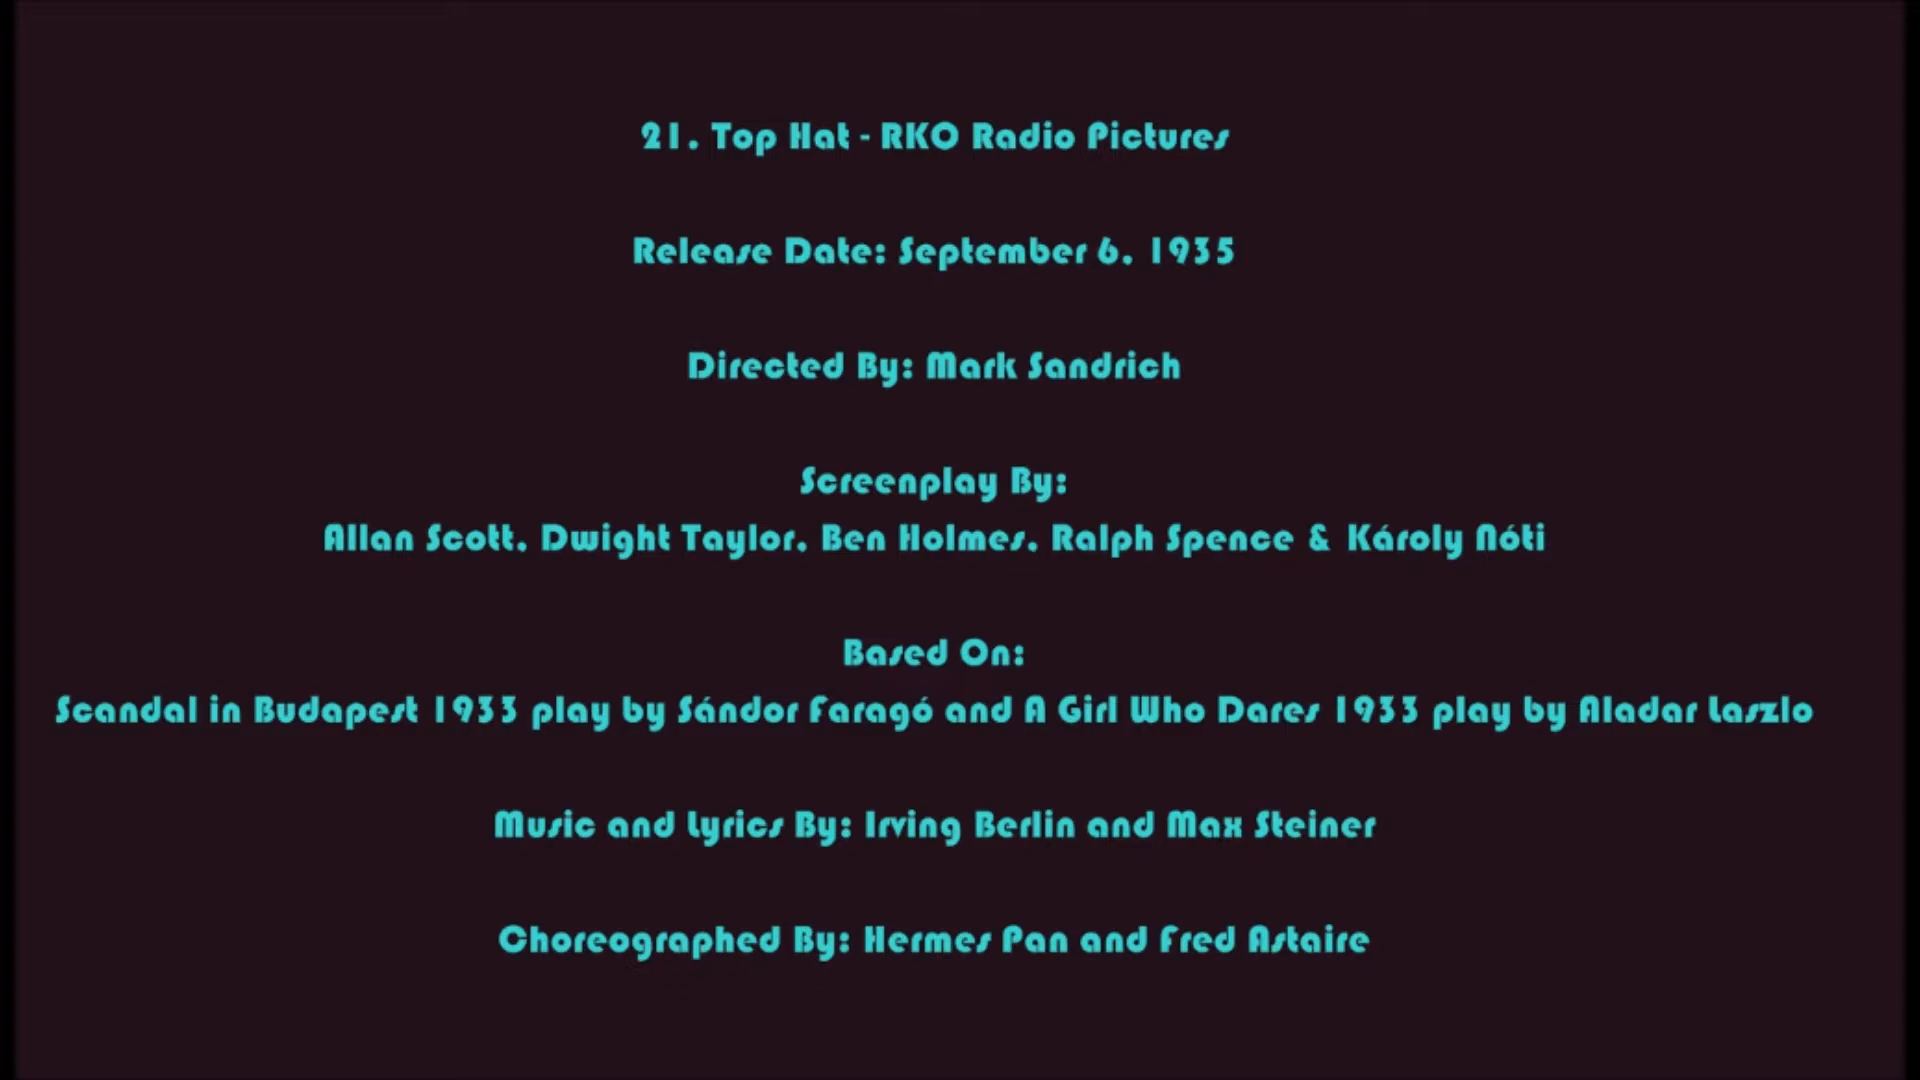 21. Top Hat - RKO Radio Pictures
Release Date: September 6, 1935
Directed By: Mark Sandrich
Screenplay By:
Allan Scott, Dwight Taylor, Ben Holmes, Ralph Spence & Károly Nóti
Based On:
Scandal in Budapest 1933 play by Sándor Faragó and A Girl Who Dares 1933 play by Aladar Laszlo
Music and Lyrics By: Irving Berlin and Max Steiner
Choreographed By: Hermes Pan and Fred Astaire